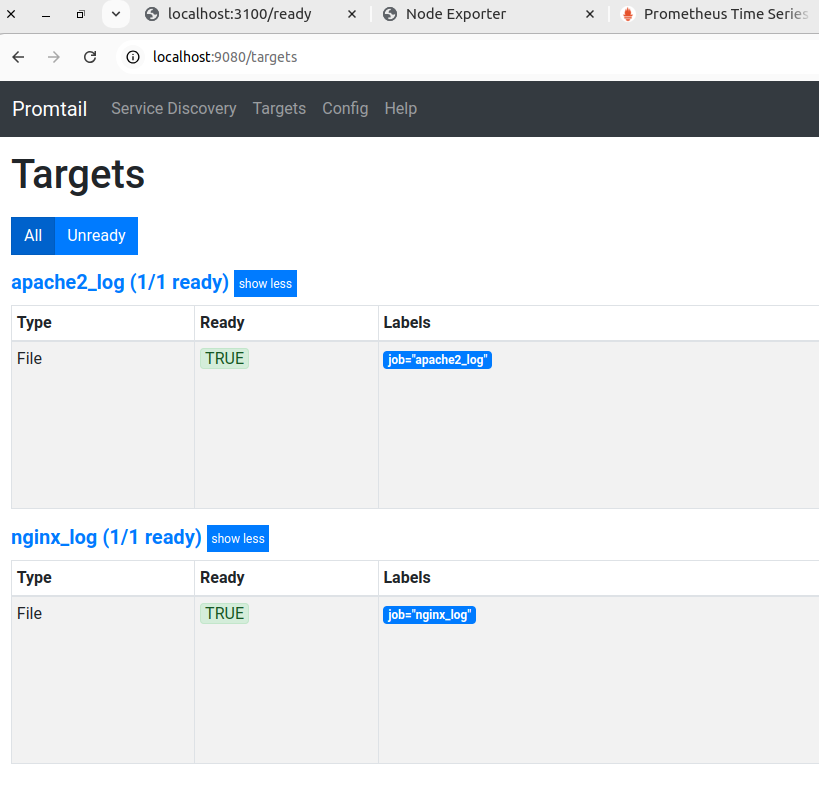 localhost:3100/ready Node Exporter Prometheus Time Series
localhost:9080/targets
Promtail Service Discovery Targets Config Help
Targets
All Unready
apache2_log (1/1 ready) show less
Type Ready Labels
File TRUE job="apache2_log"
nginx_log (1/1 ready) show less
Type Ready Labels
File TRUE job="nginx_log"